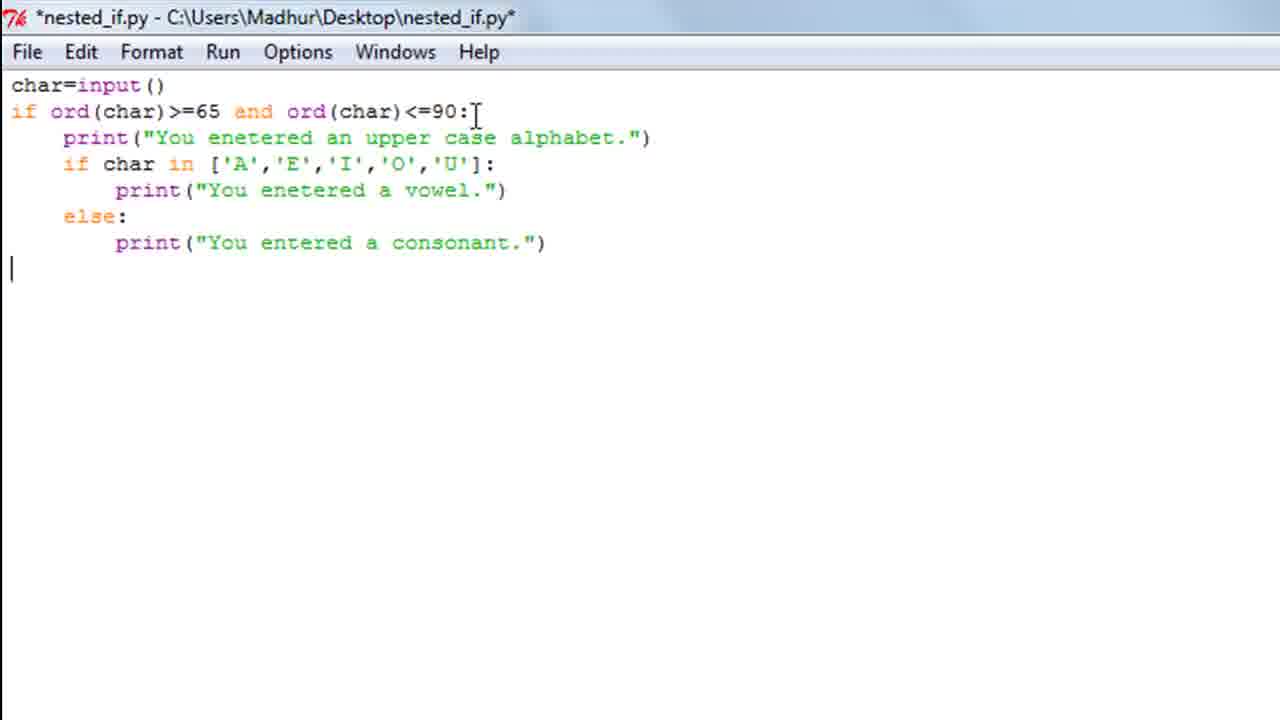 *nested_if.py - C:\Users\Madhur\Desktop\nested_if.py*
File Edit Format Run Options Windows Help
char=input()
if ord(char)>=65 and ord(char)<=90:
    print("You enetered an upper case alphabet.")
    if char in ['A','E','I','O','U']:
        print("You enetered a vowel.")
    else:
        print("You entered a consonant.")